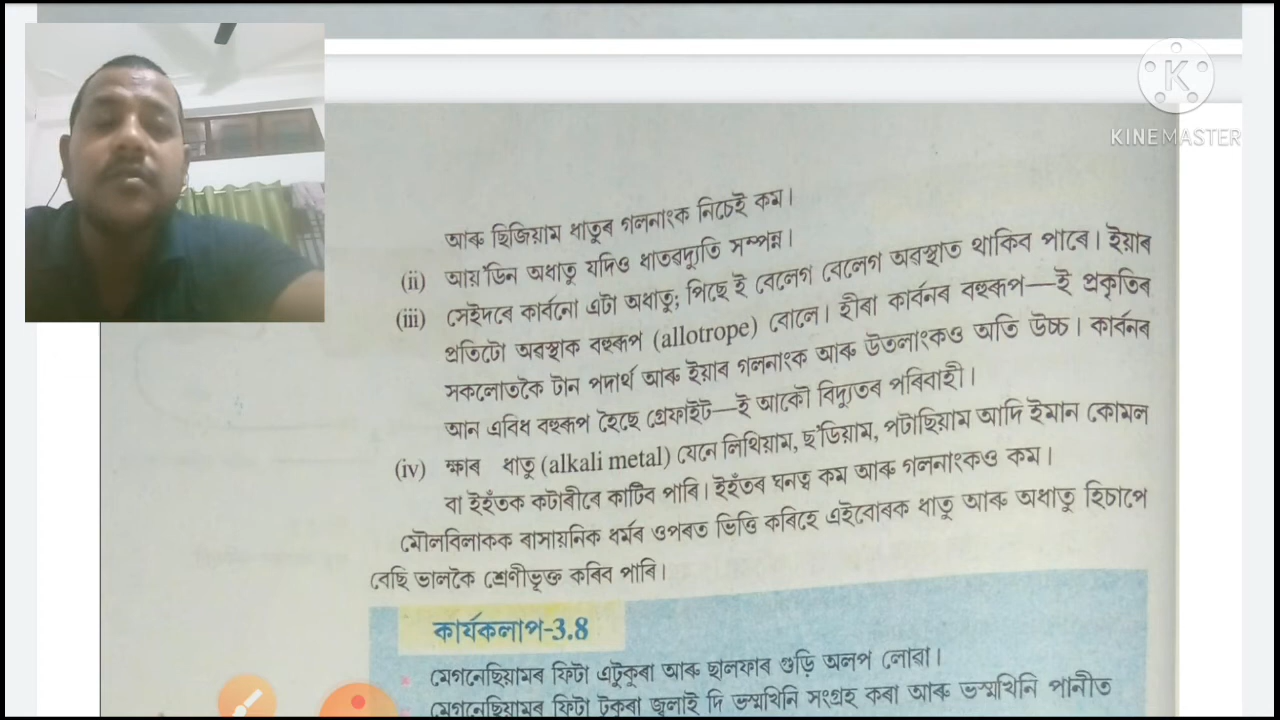 KINEMASTER
আৰু ছিজিয়াম ধাতুৰ গলনাংক নিচেই কম।
(ii) আয়'ডিন অধাতু যদিও ধাতৱদ্যুতি সম্পন্ন।
(iii) সেইদৰে কাৰ্বনো এটা অধাতু; পিছে ই বেলেগ বেলেগ অৱস্থাত থাকিব পাৰে। ইয়াৰ
প্ৰতিটো অৱস্থাক বহুৰূপ (allotrope) বোলে। হীৰা কাৰ্বনৰ বহুৰূপ—ই প্ৰকৃতিৰ
সকলোতকৈ টান পদাৰ্থ আৰু ইয়াৰ গলনাংক আৰু উতলাংকও অতি উচ্চ। কাৰ্বনৰ
আন এবিধ বহুৰূপ হৈছে গ্ৰেফাইট—ই আকৌ বিদ্যুতৰ পৰিবাহী।
(iv) ক্ষাৰ ধাতু (alkali metal) যেনে লিথিয়াম, ছ'ডিয়াম, পটাছিয়াম আদি ইমান কোমল
বা ইহঁতক কটাৰীৰে কাটিব পাৰি। ইহঁতৰ ঘনত্ব কম আৰু গলনাংকও কম।
মৌলবিলাকক ৰাসায়নিক ধৰ্মৰ ওপৰত ভিত্তি কৰিহে এইবোৰক ধাতু আৰু অধাতু হিচাপে
বেছি ভালকৈ শ্ৰেণীভূক্ত কৰিব পাৰি।
কাৰ্যকলাপ-3.8
মেগনেছিয়ামৰ ফিটা এটুকুৰা আৰু ছালফাৰ গুড়ি অলপ লোৱা।
মেগনেছিয়ামৰ ফিটা টুকুৰা জ্বলাই দি ভস্মখিনি সংগ্ৰহ কৰা আৰু ভস্মখিনি পানীত